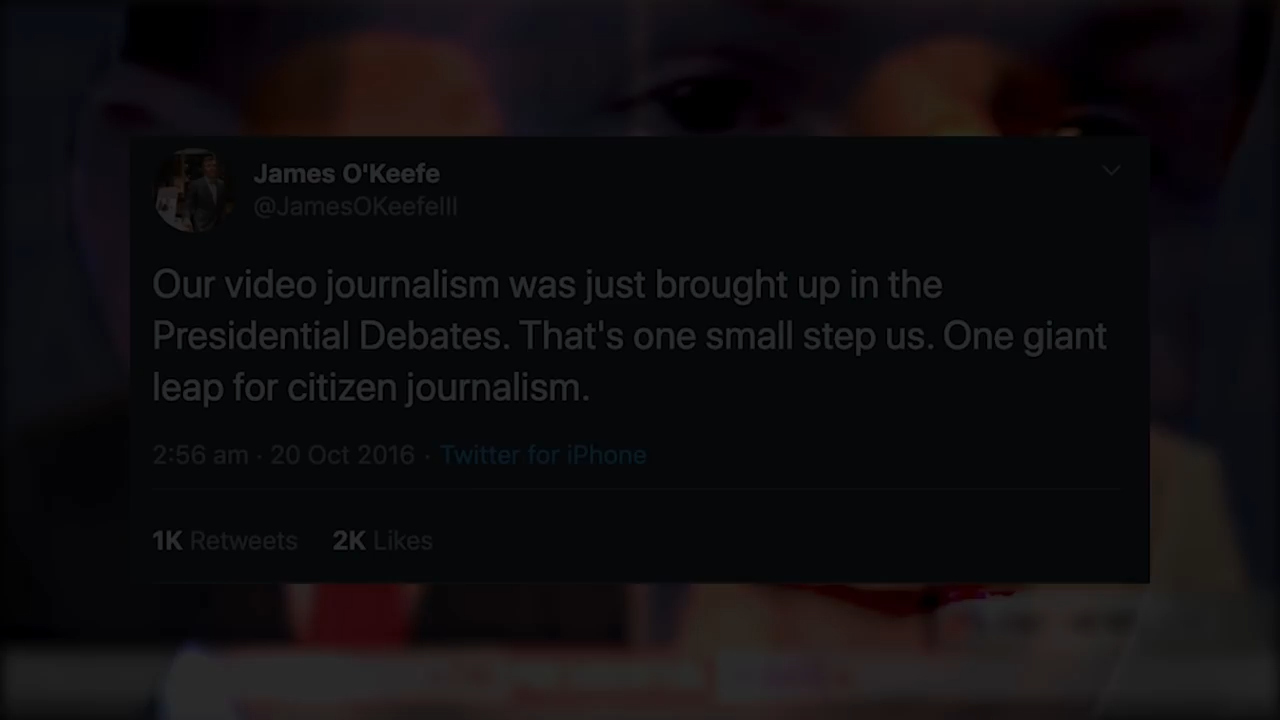 James O'Keefe
@JamesOKeefeIII
Our video journalism was just brought up in the
Presidential Debates. That's one small step us. One giant
leap for citizen journalism.
2:56 am · 20 Oct 2016 · Twitter for iPhone
1K Retweets 2K Likes